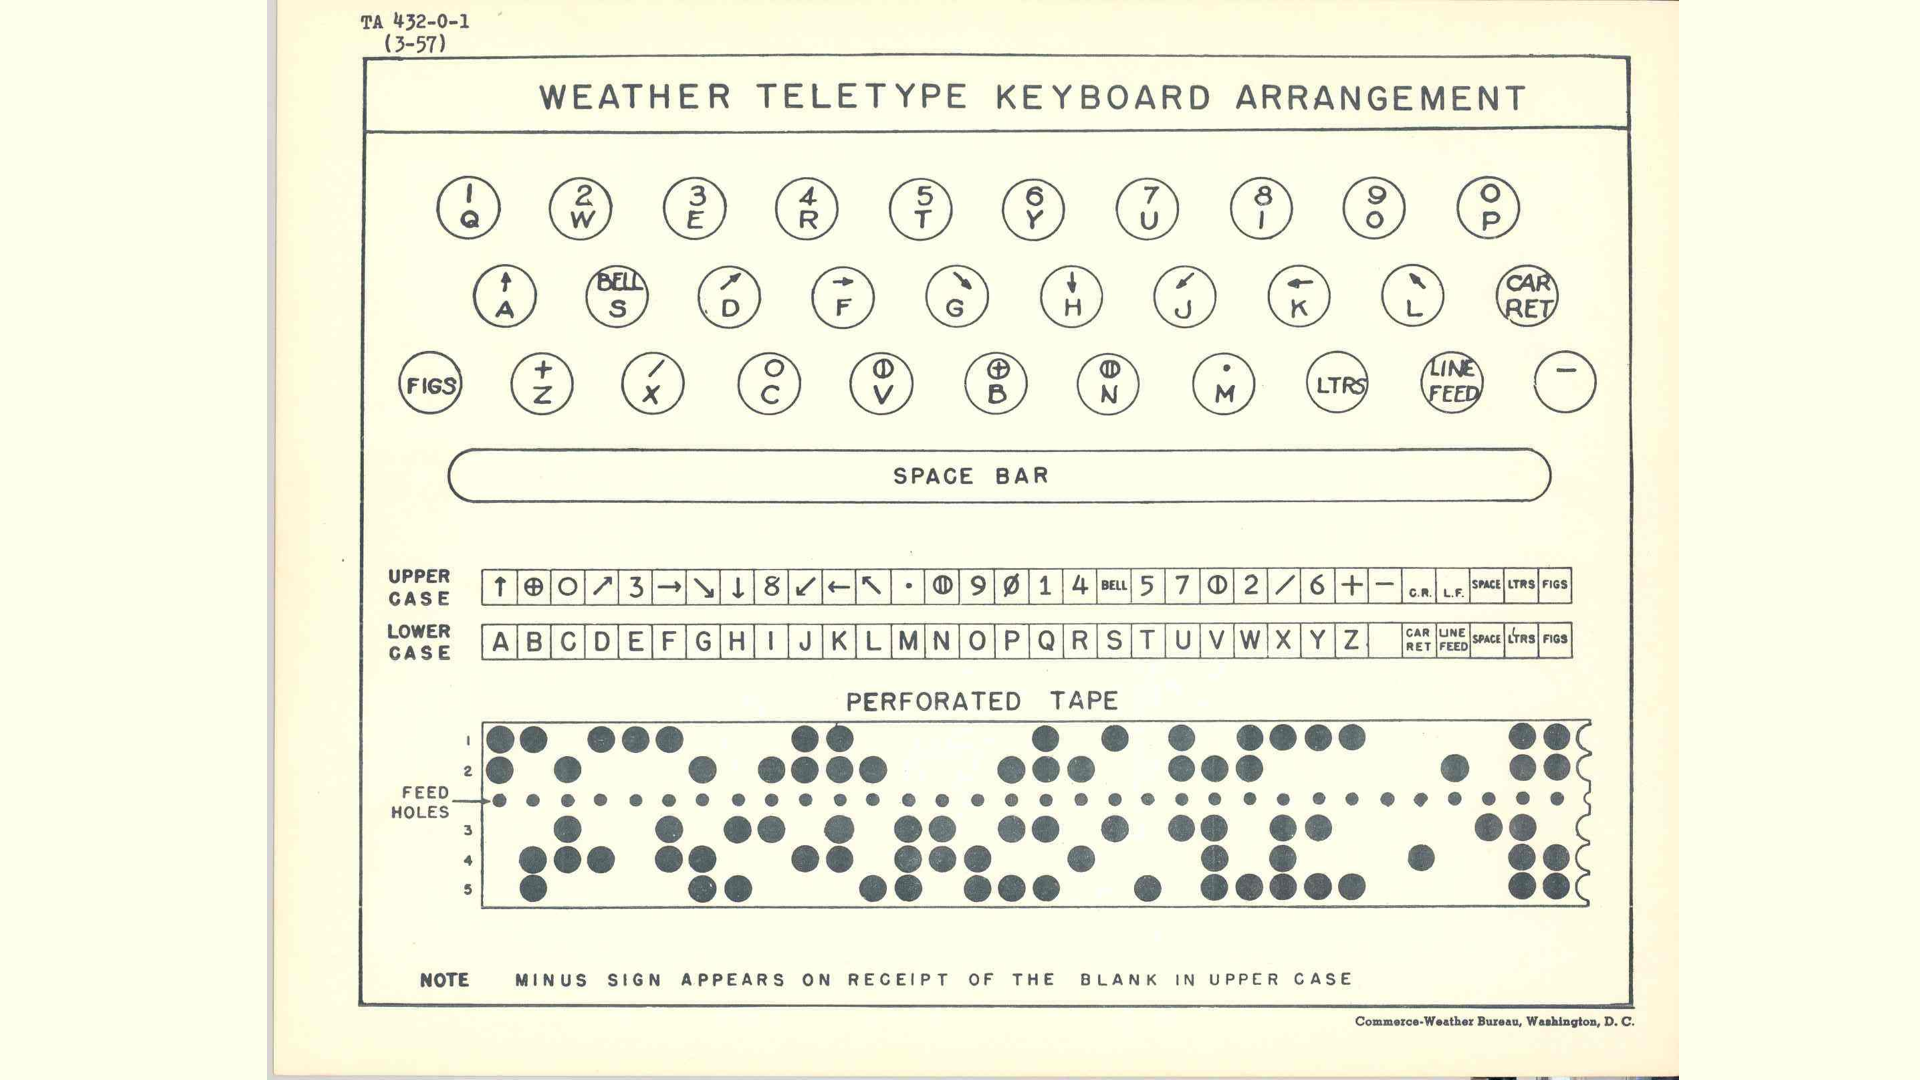 TA 432-0-1
(3-57)
WEATHER TELETYPE KEYBOARD ARRANGEMENT
1 2 3 4 5 6 7 8 9 0
Q W E R T Y U I O P
↑ BELL ↗ → ↘ ↓ ↙ ← ↖ CAR
A S D F G H J K L RET
FIGS + / ○ ⦶ ⊕ ◫ • LTRS LINE —
Z X C V B N M FEED
SPACE BAR
UPPER CASE ↑ ⊕ ○ ↗ 3 → ↘ ↓ 8 ↙ ← ↖ • ◫ 9 Ø 1 4 BELL 5 7 ⦶ 2 / 6 + — C.R. L.F. SPACE LTRS FIGS
LOWER CASE A B C D E F G H I J K L M N O P Q R S T U V W X Y Z CAR RET LINE FEED SPACE LTRS FIGS
PERFORATED TAPE
1
2
FEED HOLES
3
4
5
NOTE MINUS SIGN APPEARS ON RECEIPT OF THE BLANK IN UPPER CASE
Commerce-Weather Bureau, Washington, D. C.